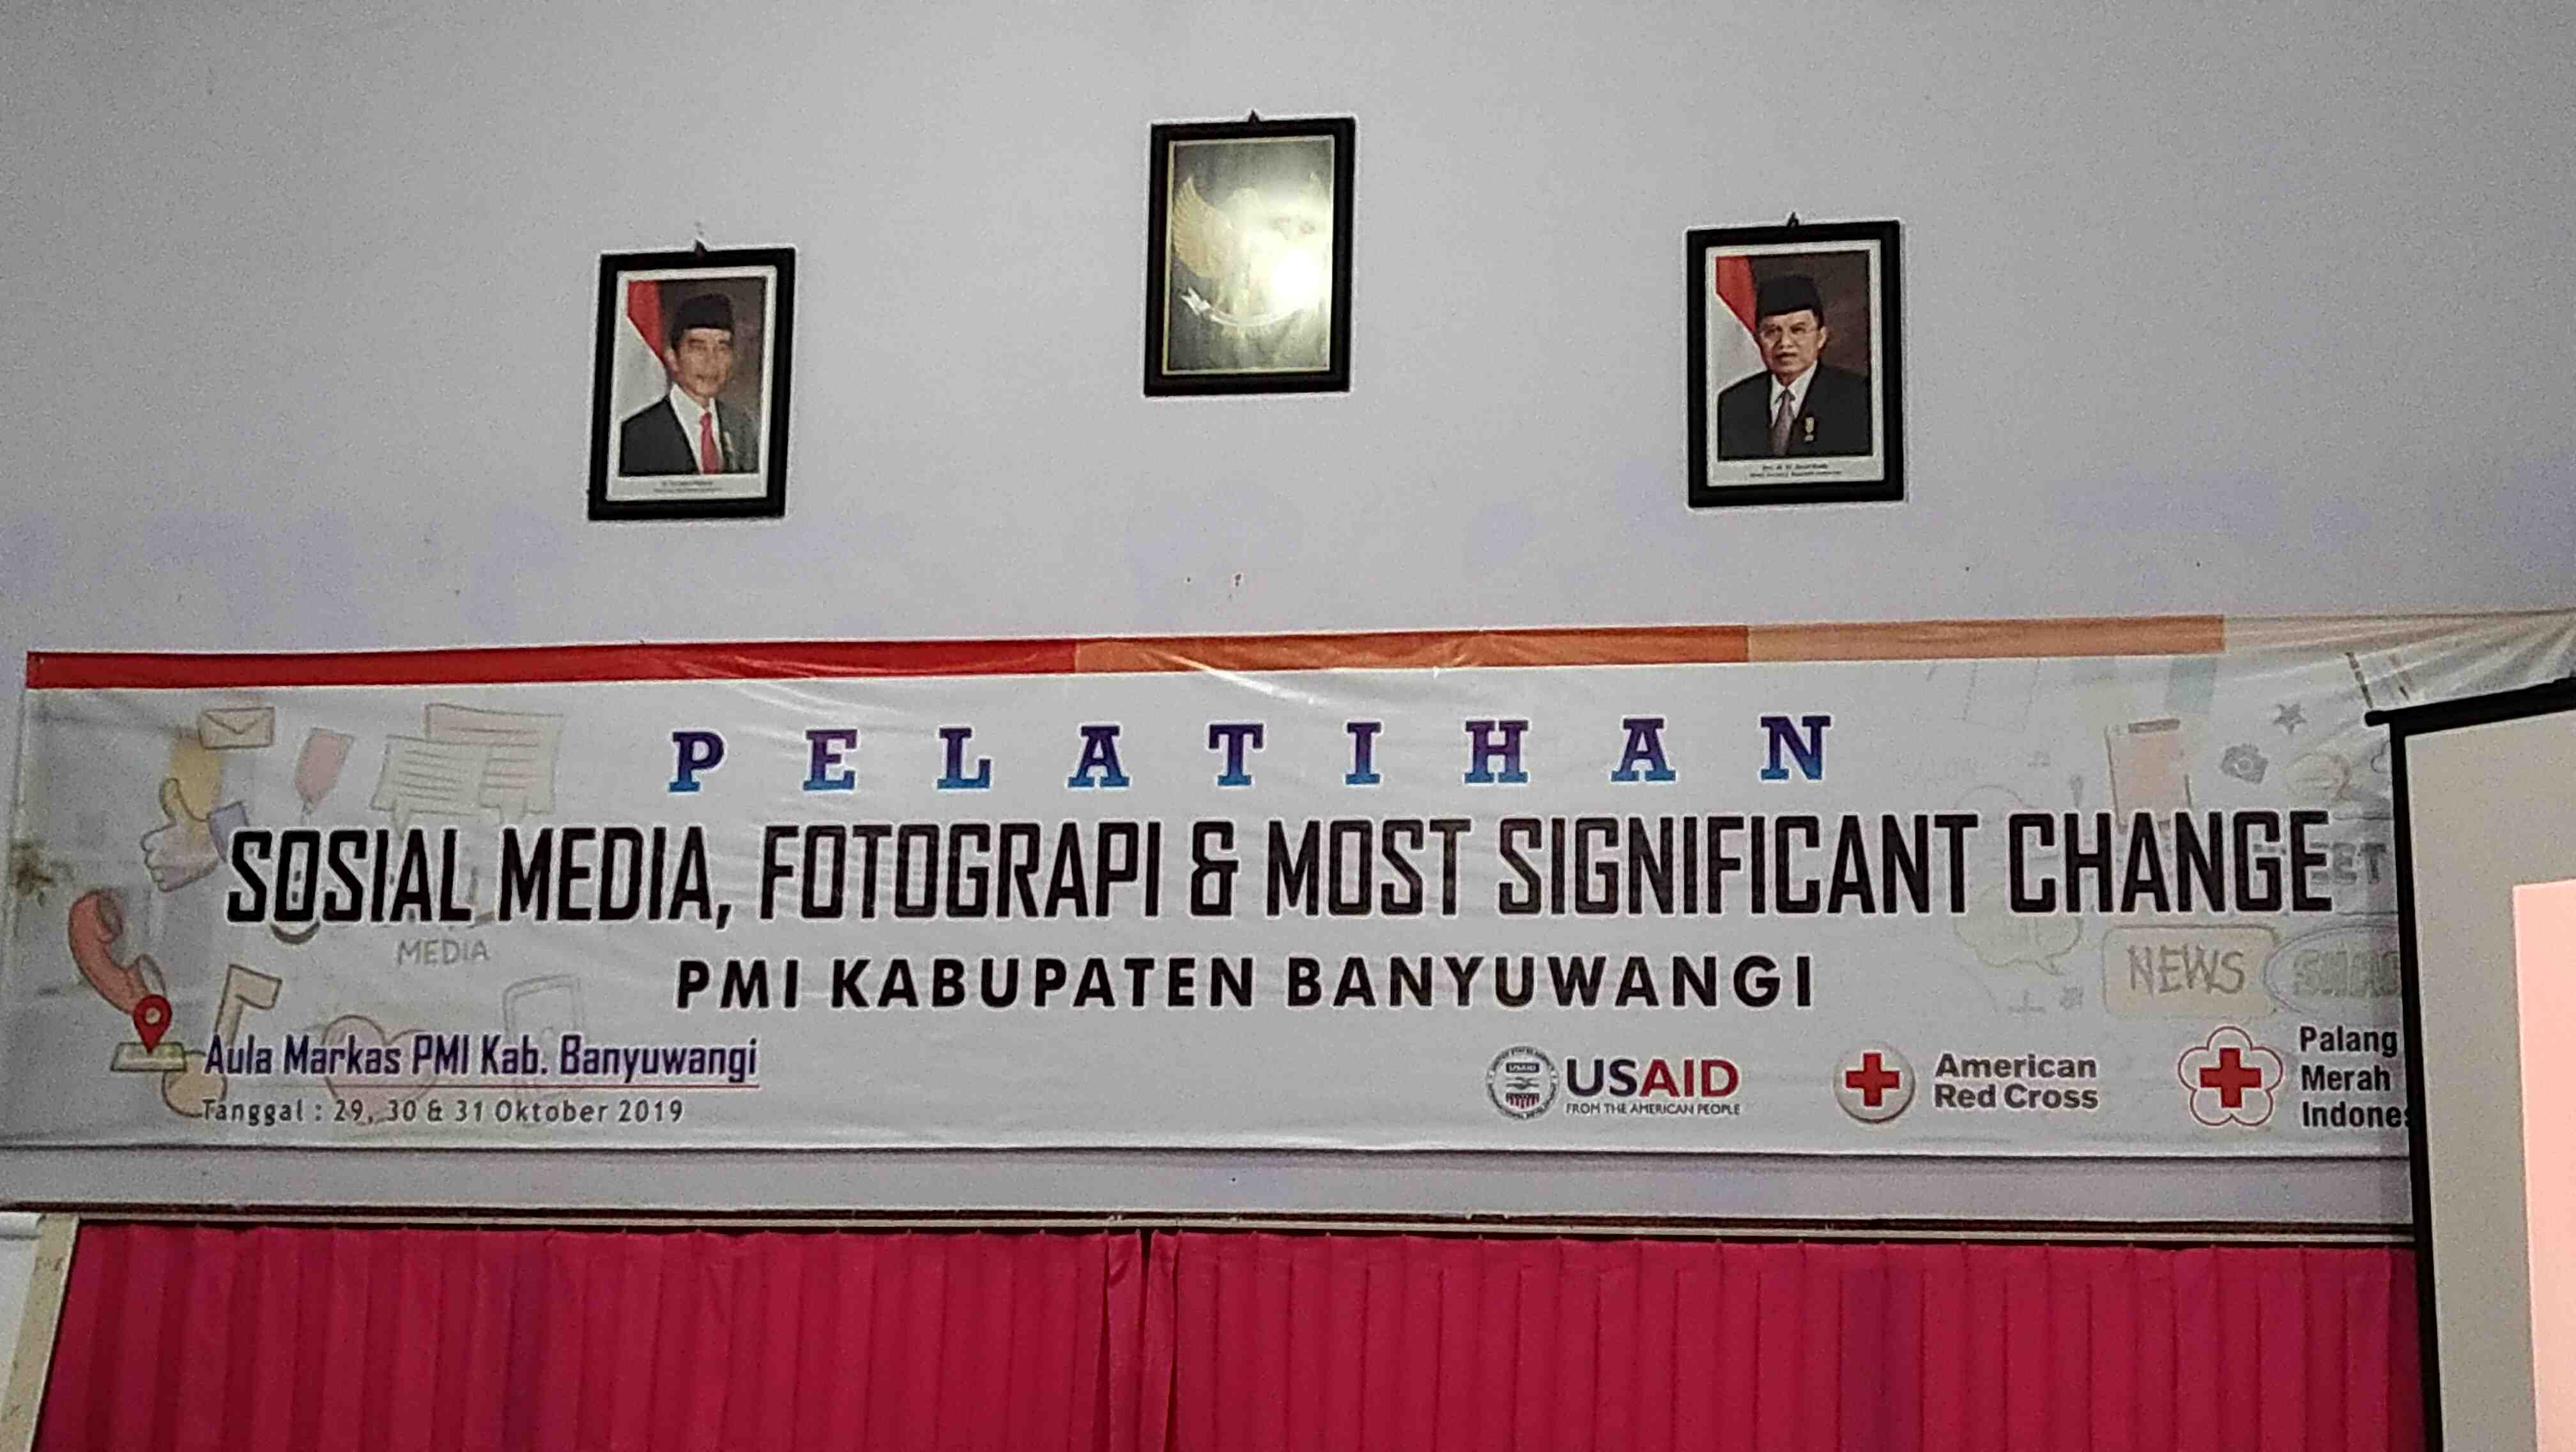 P E L A T I H A N
SOSIAL MEDIA, FOTOGRAPI & MOST SIGNIFICANT CHANGE
MEDIA
NEWS
PMI KABUPATEN BANYUWANGI
Aula Markas PMI Kab. Banyuwangi
Tanggal : 29, 30 & 31 Oktober 2019
USAID
FROM THE AMERICAN PEOPLE
American
Red Cross
Palang
Merah
Indones